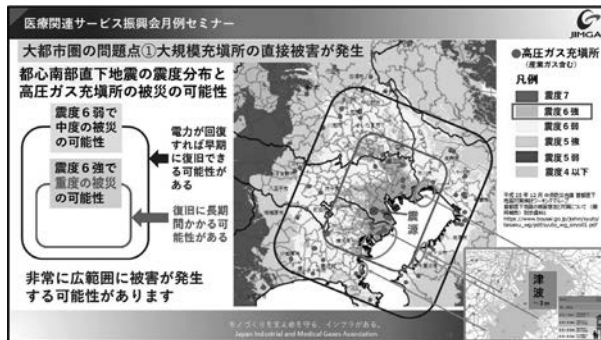 医療関連サービス振興会月例セミナー
JIMGA
大都市圏の問題点①大規模充填所の直接被害が発生
都心南部直下地震の震度分布と
高圧ガス充填所の被災の可能性
震度６弱で
中度の被災
の可能性
震度６強で
重度の被災
の可能性
電力が回復
すれば早期
に復旧でき
る可能性が
ある
復旧に長期
間かかる可
能性がある
非常に広範囲に被害が発生
する可能性があります
震源
●高圧ガス充填所
(産業ガス含む)
凡例
震度７
震度６強
震度６弱
震度５強
震度５弱
震度４以下
津波
モノづくりを支え命を守る、インフラがある。
Japan Industrial and Medical Gases Association